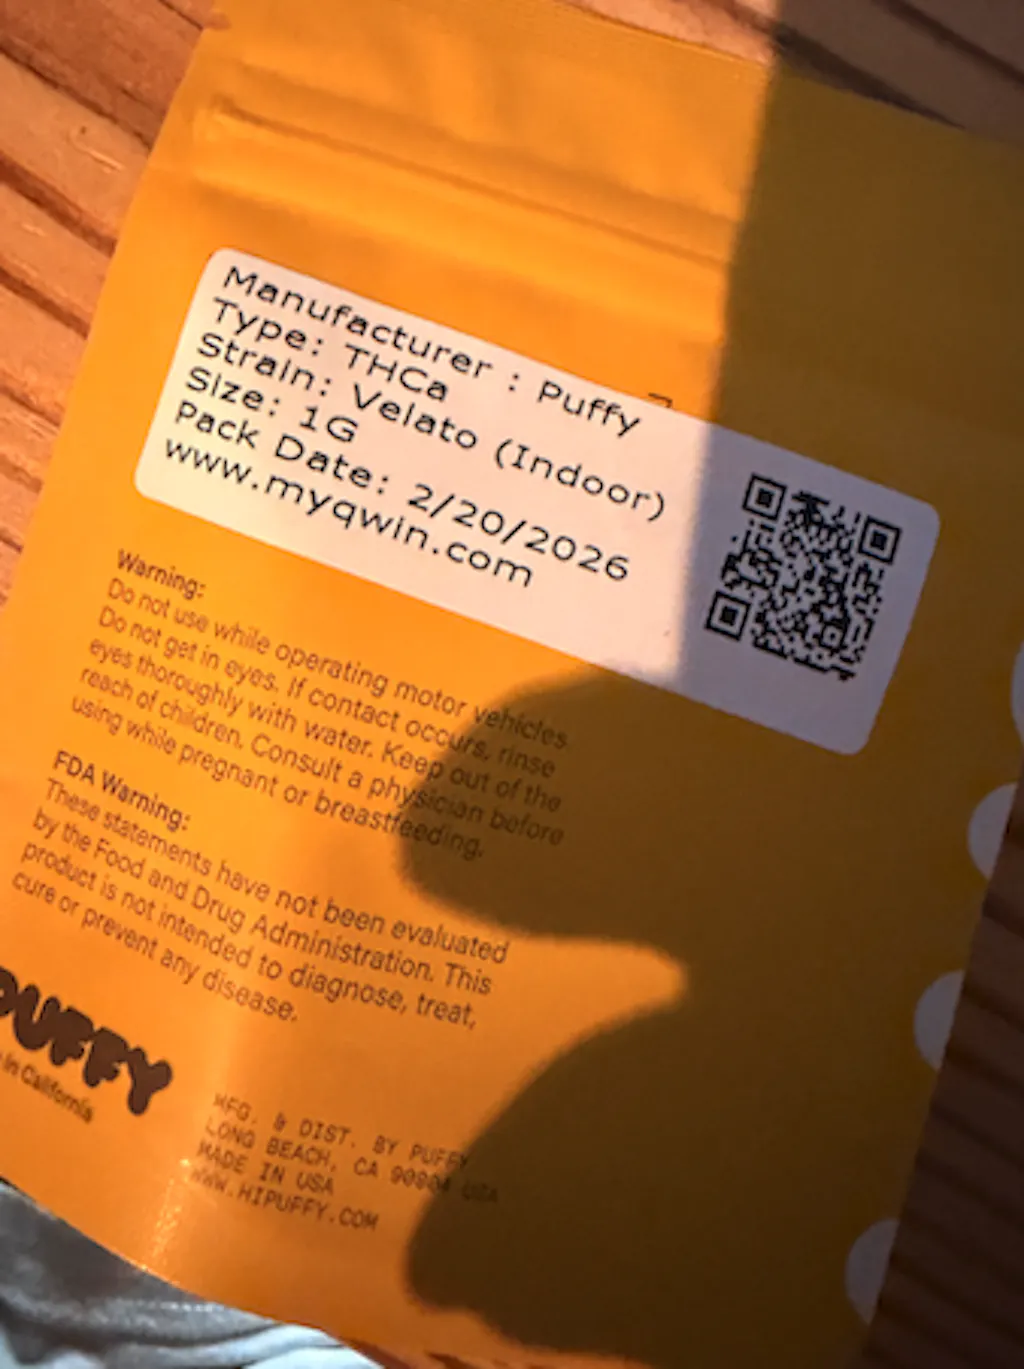 Manufacturer : Puffy
Type: THCa
Strain: Velato (Indoor)
Size: 1G
Pack Date: 2/20/2026
www.myqwin.com
Warning:
Do not use while operating motor vehicles.
Do not get in eyes. If contact occurs, rinse
eyes thoroughly with water. Keep out of the
reach of children. Consult a physician before
using while pregnant or breastfeeding.
FDA Warning:
These statements have not been evaluated
by the Food and Drug Administration. This
product is not intended to diagnose, treat,
cure or prevent any disease.
PUFFY
in California
MFG. & DIST. BY PUFFY
LONG BEACH, CA 90804 USA
MADE IN USA
WWW.HIPUFFY.COM